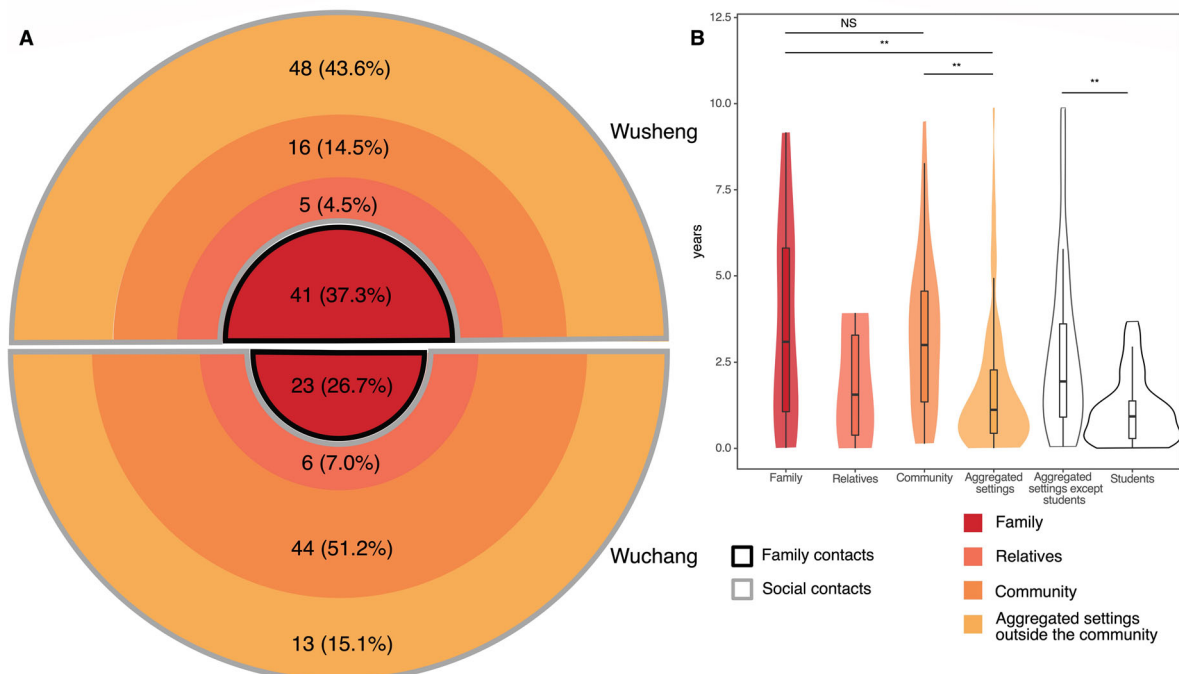 A
48 (43.6%)
16 (14.5%)
5 (4.5%)
41 (37.3%)
Wusheng
23 (26.7%)
6 (7.0%)
44 (51.2%)
13 (15.1%)
Wuchang
B
12.5
10.0
7.5
5.0
2.5
0.0
years
NS
**
**
**
Family
Relatives
Community
Aggregated
settings
Aggregated
settings except
students
Students
Family contacts
Social contacts
Family
Relatives
Community
Aggregated settings
outside the community